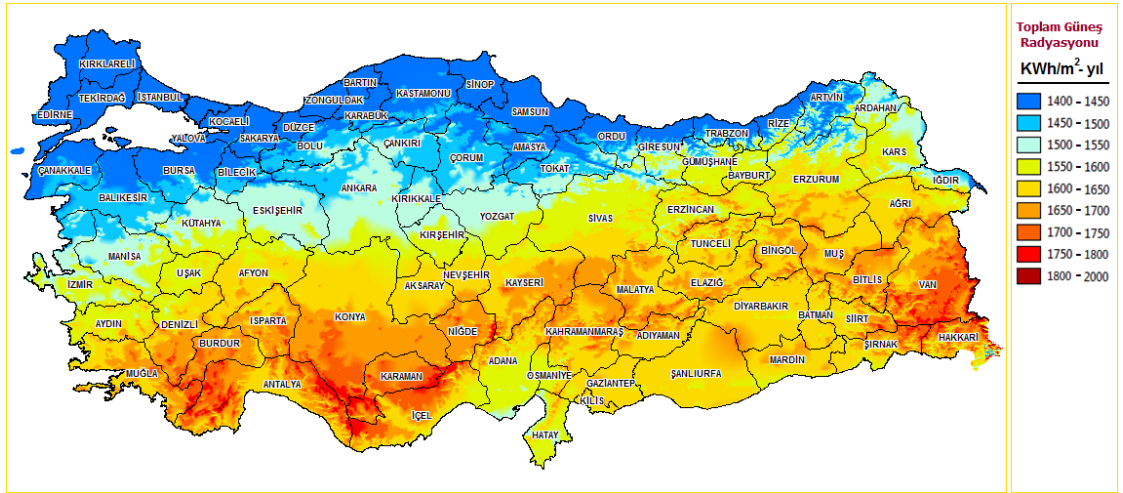 KIRKLARELİ
TEKİRDAĞ
İSTANBUL
EDİRNE
KOCAELİ
YALOVA
SAKARYA
DÜZCE
ZONGULDAK
BARTIN
KARABÜK
KASTAMONU
SİNOP
SAMSUN
BOLU
ÇANKIRI
ÇORUM
AMASYA
ORDU
GİRESUN
TRABZON
RİZE
ARTVİN
ARDAHAN
KARS
ÇANAKKALE
BURSA
BİLECİK
BALIKESİR
ANKARA
KIRIKKALE
TOKAT
GÜMÜŞHANE
BAYBURT
ERZURUM
IĞDIR
AĞRI
KÜTAHYA
ESKİŞEHİR
YOZGAT
SİVAS
ERZİNCAN
KIRŞEHİR
TUNCELİ
BİNGÖL
MUŞ
MANİSA
UŞAK
AFYON
NEVŞEHİR
AKSARAY
KAYSERİ
MALATYA
ELAZIĞ
BİTLİS
VAN
İZMİR
DİYARBAKIR
AYDIN
DENİZLİ
ISPARTA
KONYA
NİĞDE
KAHRAMANMARAŞ
ADIYAMAN
BATMAN
SİİRT
BURDUR
ŞIRNAK
HAKKARİ
MARDİN
MUĞLA
ANTALYA
KARAMAN
ADANA
OSMANİYE
GAZİANTEP
ŞANLIURFA
KİLİS
İÇEL
HATAY
Toplam Güneş
Radyasyonu
KWh/m²- yıl
1400 - 1450
1450 - 1500
1500 - 1550
1550 - 1600
1600 - 1650
1650 - 1700
1700 - 1750
1750 - 1800
1800 - 2000